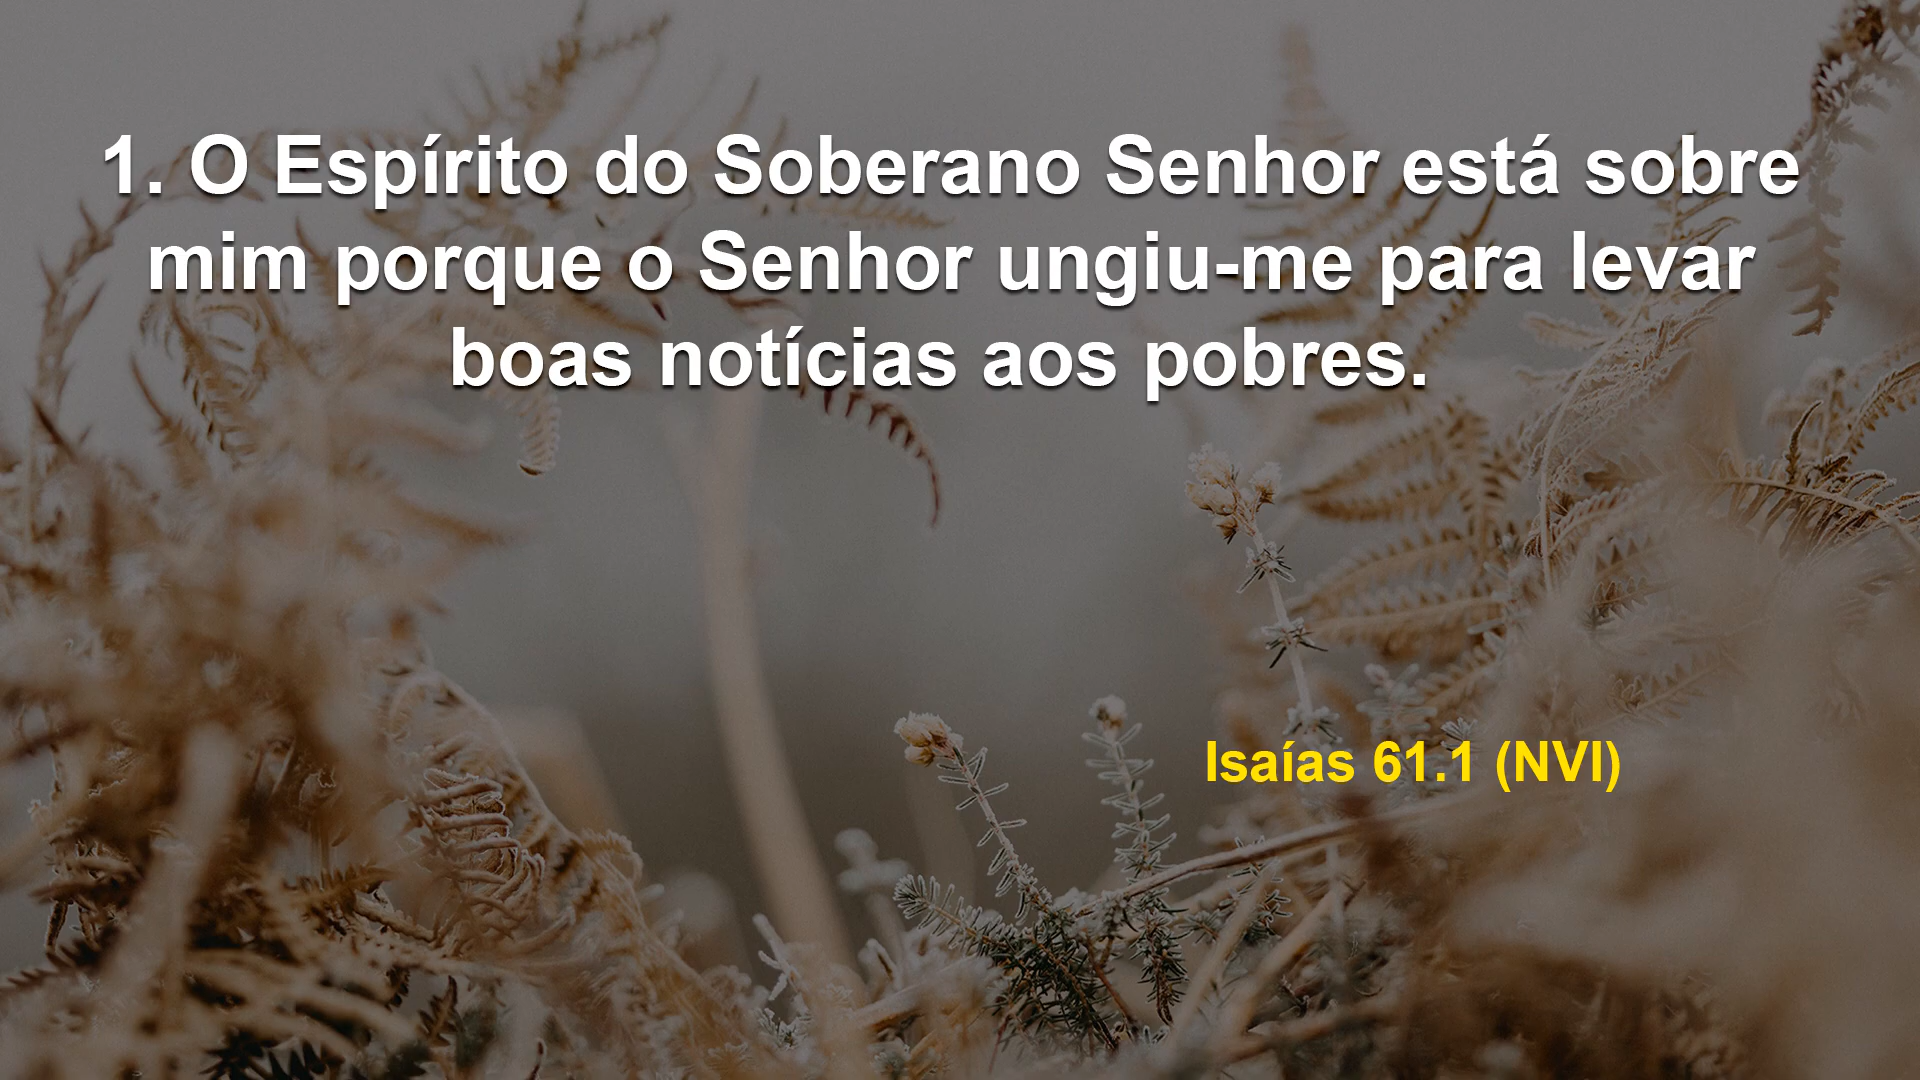 1. O Espírito do Soberano Senhor está sobre
mim porque o Senhor ungiu-me para levar
boas notícias aos pobres.
Isaías 61.1 (NVI)